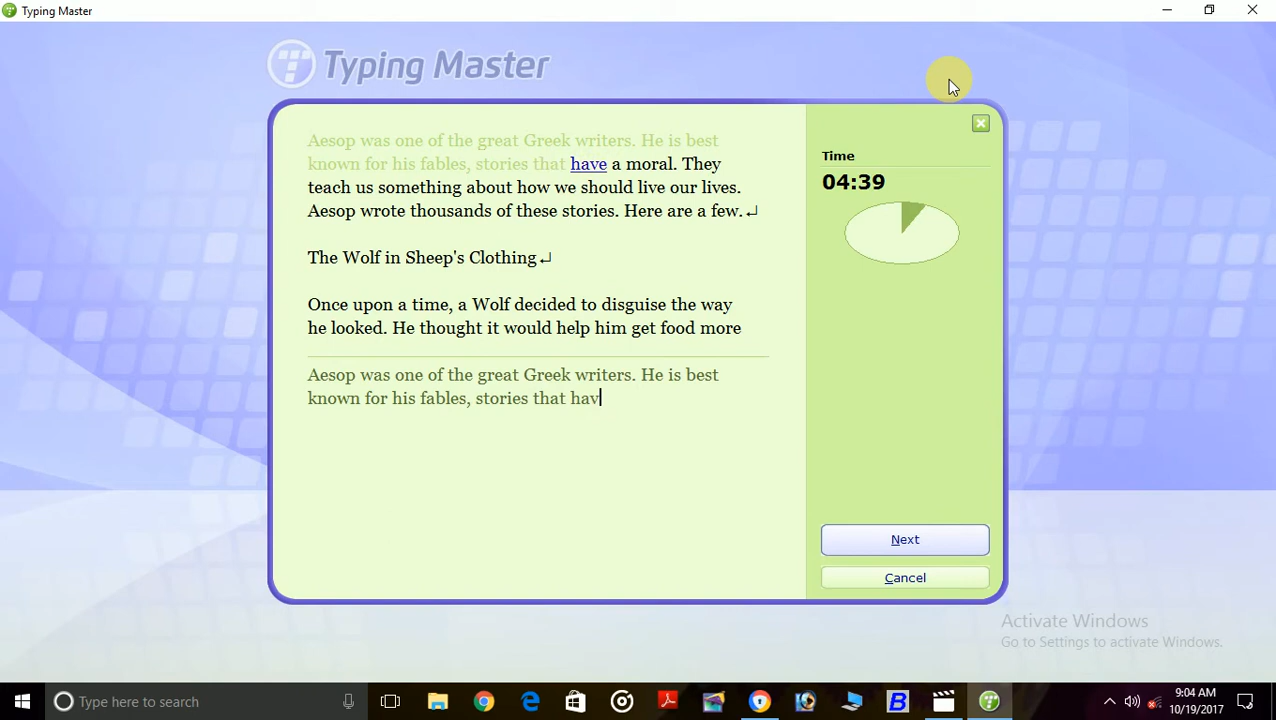 Typing Master
Typing Master
Aesop was one of the great Greek writers. He is best
known for his fables, stories that have a moral. They
teach us something about how we should live our lives.
Aesop wrote thousands of these stories. Here are a few.↵
The Wolf in Sheep's Clothing↵
Once upon a time, a Wolf decided to disguise the way
he looked. He thought it would help him get food more
Aesop was one of the great Greek writers. He is best
known for his fables, stories that hav
Time
04:39
Next
Cancel
Activate Windows
Go to Settings to activate Windows.
Type here to search
9:04 AM
10/19/2017